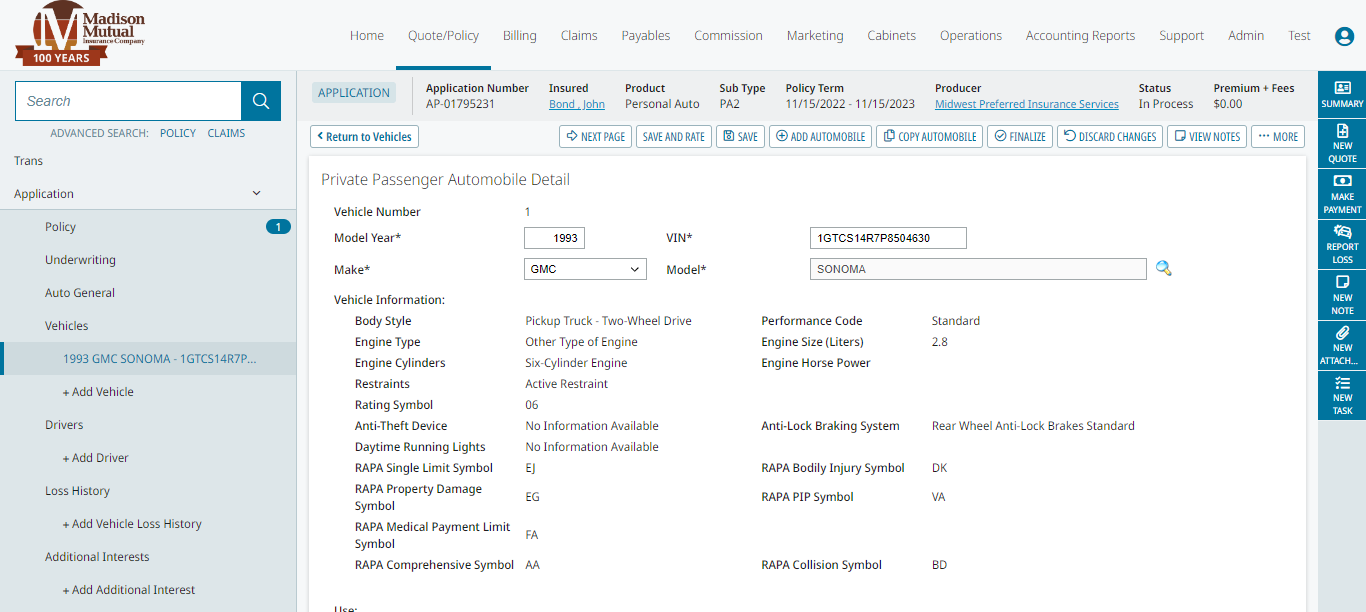 Madison
Mutual
Insurance Company
100 YEARS
Home Quote/Policy Billing Claims Payables Commission Marketing Cabinets Operations Accounting Reports Support Admin Test
Search
ADVANCED SEARCH: POLICY CLAIMS
Trans
Application
Policy 1
Underwriting
Auto General
Vehicles
1993 GMC SONOMA - 1GTCS14R7P...
+ Add Vehicle
Drivers
+ Add Driver
Loss History
+ Add Vehicle Loss History
Additional Interests
+ Add Additional Interest
APPLICATION
Application Number Insured Product Sub Type Policy Term Producer Status Premium + Fees
AP-01795231 Bond , John Personal Auto PA2 11/15/2022 - 11/15/2023 Midwest Preferred Insurance Services In Process $0.00
Return to Vehicles NEXT PAGE SAVE AND RATE SAVE ADD AUTOMOBILE COPY AUTOMOBILE FINALIZE DISCARD CHANGES VIEW NOTES ··· MORE
Private Passenger Automobile Detail
Vehicle Number 1
Model Year* 1993 VIN* 1GTCS14R7P8504630
Make* GMC Model* SONOMA
Vehicle Information:
Body Style Pickup Truck - Two-Wheel Drive Performance Code Standard
Engine Type Other Type of Engine Engine Size (Liters) 2.8
Engine Cylinders Six-Cylinder Engine Engine Horse Power
Restraints Active Restraint
Rating Symbol 06
Anti-Theft Device No Information Available Anti-Lock Braking System Rear Wheel Anti-Lock Brakes Standard
Daytime Running Lights No Information Available
RAPA Single Limit Symbol EJ RAPA Bodily Injury Symbol DK
RAPA Property Damage
Symbol EG RAPA PIP Symbol VA
RAPA Medical Payment Limit
Symbol FA
RAPA Comprehensive Symbol AA RAPA Collision Symbol BD
Use:
SUMMARY
NEW
QUOTE
MAKE
PAYMENT
REPORT
LOSS
NEW
NOTE
NEW
ATTACH...
NEW
TASK